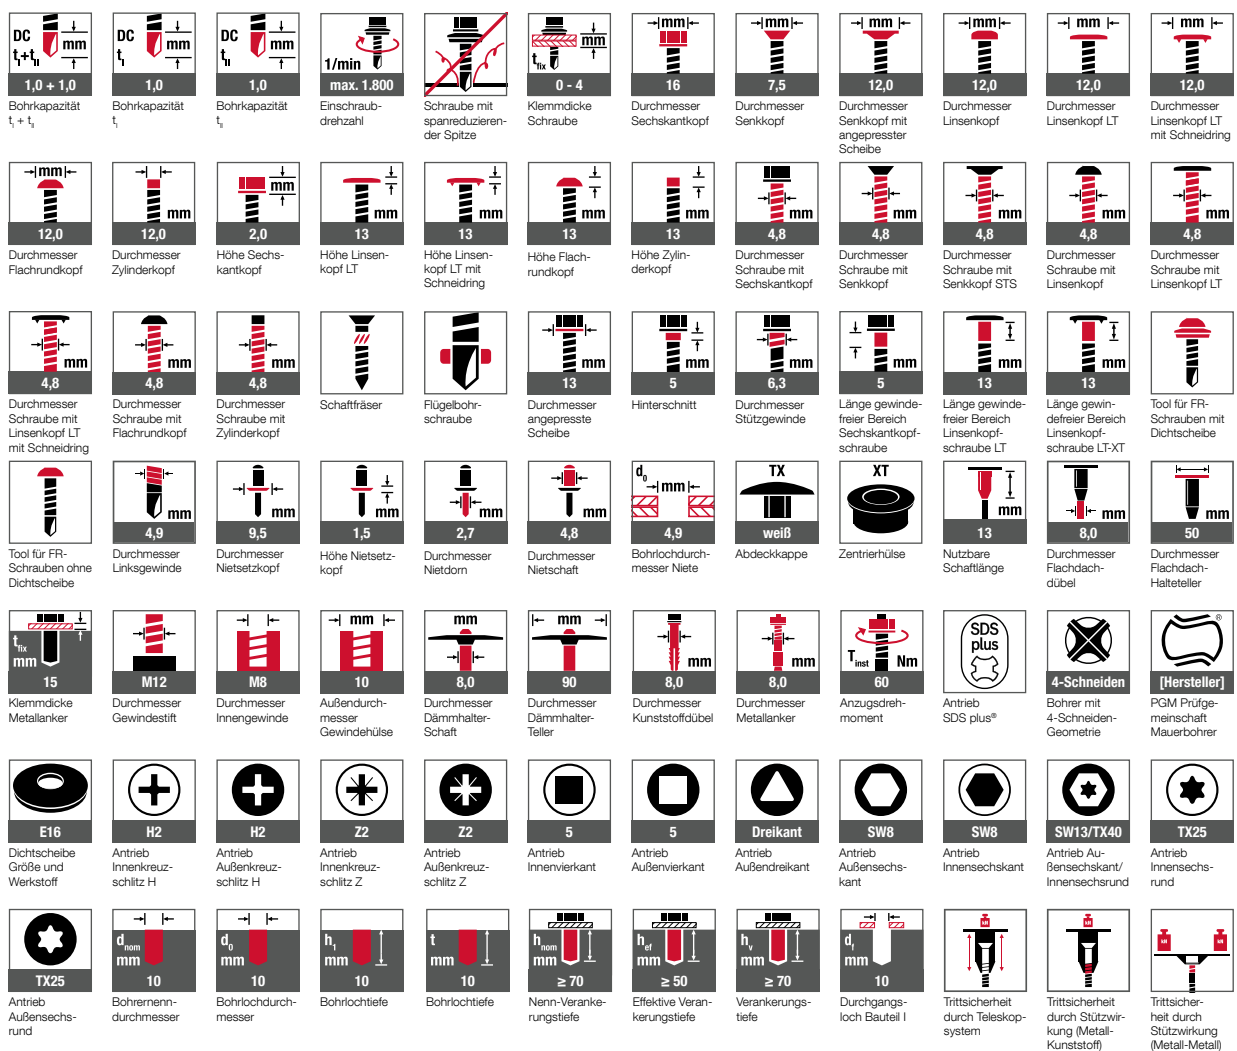 DC
tI+tII
mm
1,0 + 1,0
Bohrkapazität
tI + tII
DC
tI
mm
1,0
Bohrkapazität
tI
DC
tII
mm
1,0
Bohrkapazität
tII
1/min
max. 1.800
Einschraub-
drehzahl
Schraube mit
spanreduzieren-
der Spitze
mm
tfix
0 - 4
Klemmdicke
Schraube
mm
16
Durchmesser
Sechskantkopf
mm
7,5
Durchmesser
Senkkopf
mm
12,0
Durchmesser
Senkkopf mit
angepresster
Scheibe
mm
12,0
Durchmesser
Linsenkopf
mm
12,0
Durchmesser
Linsenkopf LT
mm
12,0
Durchmesser
Linsenkopf LT
mit Schneidring
mm
12,0
Durchmesser
Flachrundkopf
mm
12,0
Durchmesser
Zylinderkopf
mm
2,0
Höhe Sechs-
kantkopf
mm
13
Höhe Linsen-
kopf LT
mm
13
Höhe Linsen-
kopf LT mit
Schneidring
mm
13
Höhe Flach-
rundkopf
mm
13
Höhe Zylin-
derkopf
mm
4,8
Durchmesser
Schraube mit
Sechskantkopf
mm
4,8
Durchmesser
Schraube mit
Senkkopf
mm
4,8
Durchmesser
Schraube mit
Senkkopf STS
mm
4,8
Durchmesser
Schraube mit
Linsenkopf
mm
4,8
Durchmesser
Schraube mit
Linsenkopf LT
mm
4,8
Durchmesser
Schraube mit
Linsenkopf LT
mit Schneidring
mm
4,8
Durchmesser
Schraube mit
Flachrundkopf
mm
4,8
Durchmesser
Schraube mit
Zylinderkopf
Schaftfräser
Flügelbohr-
schraube
mm
13
Durchmesser
angepresste
Scheibe
mm
5
Hinterschnitt
mm
6,3
Durchmesser
Stützgewinde
mm
5
Länge gewinde-
freier Bereich
Sechskantkopf-
schraube
mm
13
Länge gewinde-
freier Bereich
Linsenkopf-
schraube LT
mm
13
Länge gewin-
defreier Bereich
Linsenkopf-
schraube LT-XT
Tool für FR-
Schrauben mit
Dichtscheibe
Tool für FR-
Schrauben ohne
Dichtscheibe
mm
4,9
Durchmesser
Linksgewinde
mm
9,5
Durchmesser
Nietsetzkopf
mm
1,5
Höhe Nietsetz-
kopf
mm
2,7
Durchmesser
Nietdorn
mm
4,8
Durchmesser
Nietschaft
d0
mm
4,9
Bohrlochdurch-
messer Niete
TX
weiß
Abdeckkappe
XT
Zentrierhülse
mm
13
Nutzbare
Schaftlänge
mm
8,0
Durchmesser
Flachdach-
dübel
mm
50
Durchmesser
Flachdach-
Halteteller
tfix
mm
15
Klemmdicke
Metallanker
mm
M12
Durchmesser
Gewindestift
mm
M8
Durchmesser
Innengewinde
mm
10
Außendurch-
messer
Gewindehülse
mm
8,0
Durchmesser
Dämmhalter-
Schaft
mm
90
Durchmesser
Dämmhalter-
Teller
mm
8,0
Durchmesser
Kunststoffdübel
mm
8,0
Durchmesser
Metallanker
Tinst
Nm
60
Anzugsdreh-
moment
SDS
plus
Antrieb
SDS plus®
4-Schneiden
Bohrer mit
4-Schneiden-
Geometrie
®
[Hersteller]
PGM Prüfge-
meinschaft
Mauerbohrer
E16
Dichtscheibe
Größe und
Werkstoff
H2
Antrieb
Innenkreuz-
schlitz H
H2
Antrieb
Außenkreuz-
schlitz H
Z2
Antrieb
Innenkreuz-
schlitz Z
Z2
Antrieb
Außenkreuz-
schlitz Z
5
Antrieb
Innenvierkant
5
Antrieb
Außenvierkant
Dreikant
Antrieb
Außendreikant
SW8
Antrieb
Außensechs-
kant
SW8
Antrieb
Innensechskant
SW13/TX40
Antrieb Au-
ßensechskant/
Innensechsrund
TX25
Antrieb
Innensechs-
rund
TX25
Antrieb
Außensechs-
rund
dnom
mm
10
Bohrernenn-
durchmesser
d0
mm
10
Bohrlochdurch-
messer
h1
mm
10
Bohrlochtiefe
t
mm
10
Bohrlochtiefe
hnom
mm
≥ 70
Nenn-Veranke-
rungstiefe
hef
mm
≥ 50
Effektive Veran-
kerungstiefe
hv
mm
≥ 70
Verankerungs-
tiefe
df
mm
10
Durchgangs-
loch Bauteil I
kN
Trittsicherheit
durch Teleskop-
system
kN
Trittsicherheit
durch Stützwir-
kung (Metall-
Kunststoff)
kN
kN
Trittsicher-
heit durch
Stützwirkung
(Metall-Metall)